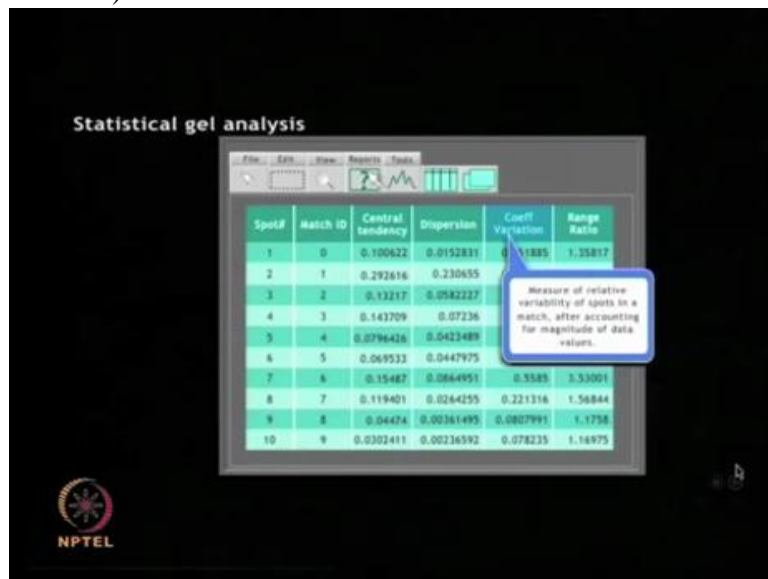 Statistical gel analysis
File Edit View Reports Tools
Spot# Match ID Central tendency Dispersion Coeff Variation Range Ratio
1 0 0.100622 0.0152831 51885 1.35817
2 1 0.292616 0.230655
3 2 0.13217 0.0582227
4 3 0.143709 0.07236
5 4 0.0796426 0.0423489
6 5 0.069533 0.0447975
7 6 0.15487 0.0864951 0.5585 3.53001
8 7 0.119401 0.0264255 0.221316 1.56844
9 8 0.04474 0.00361495 0.0807991 1.1758
10 9 0.0302411 0.00236592 0.078235 1.16975
Measure of relative
variability of spots in a
match, after accounting
for magnitude of data
values.
NPTEL